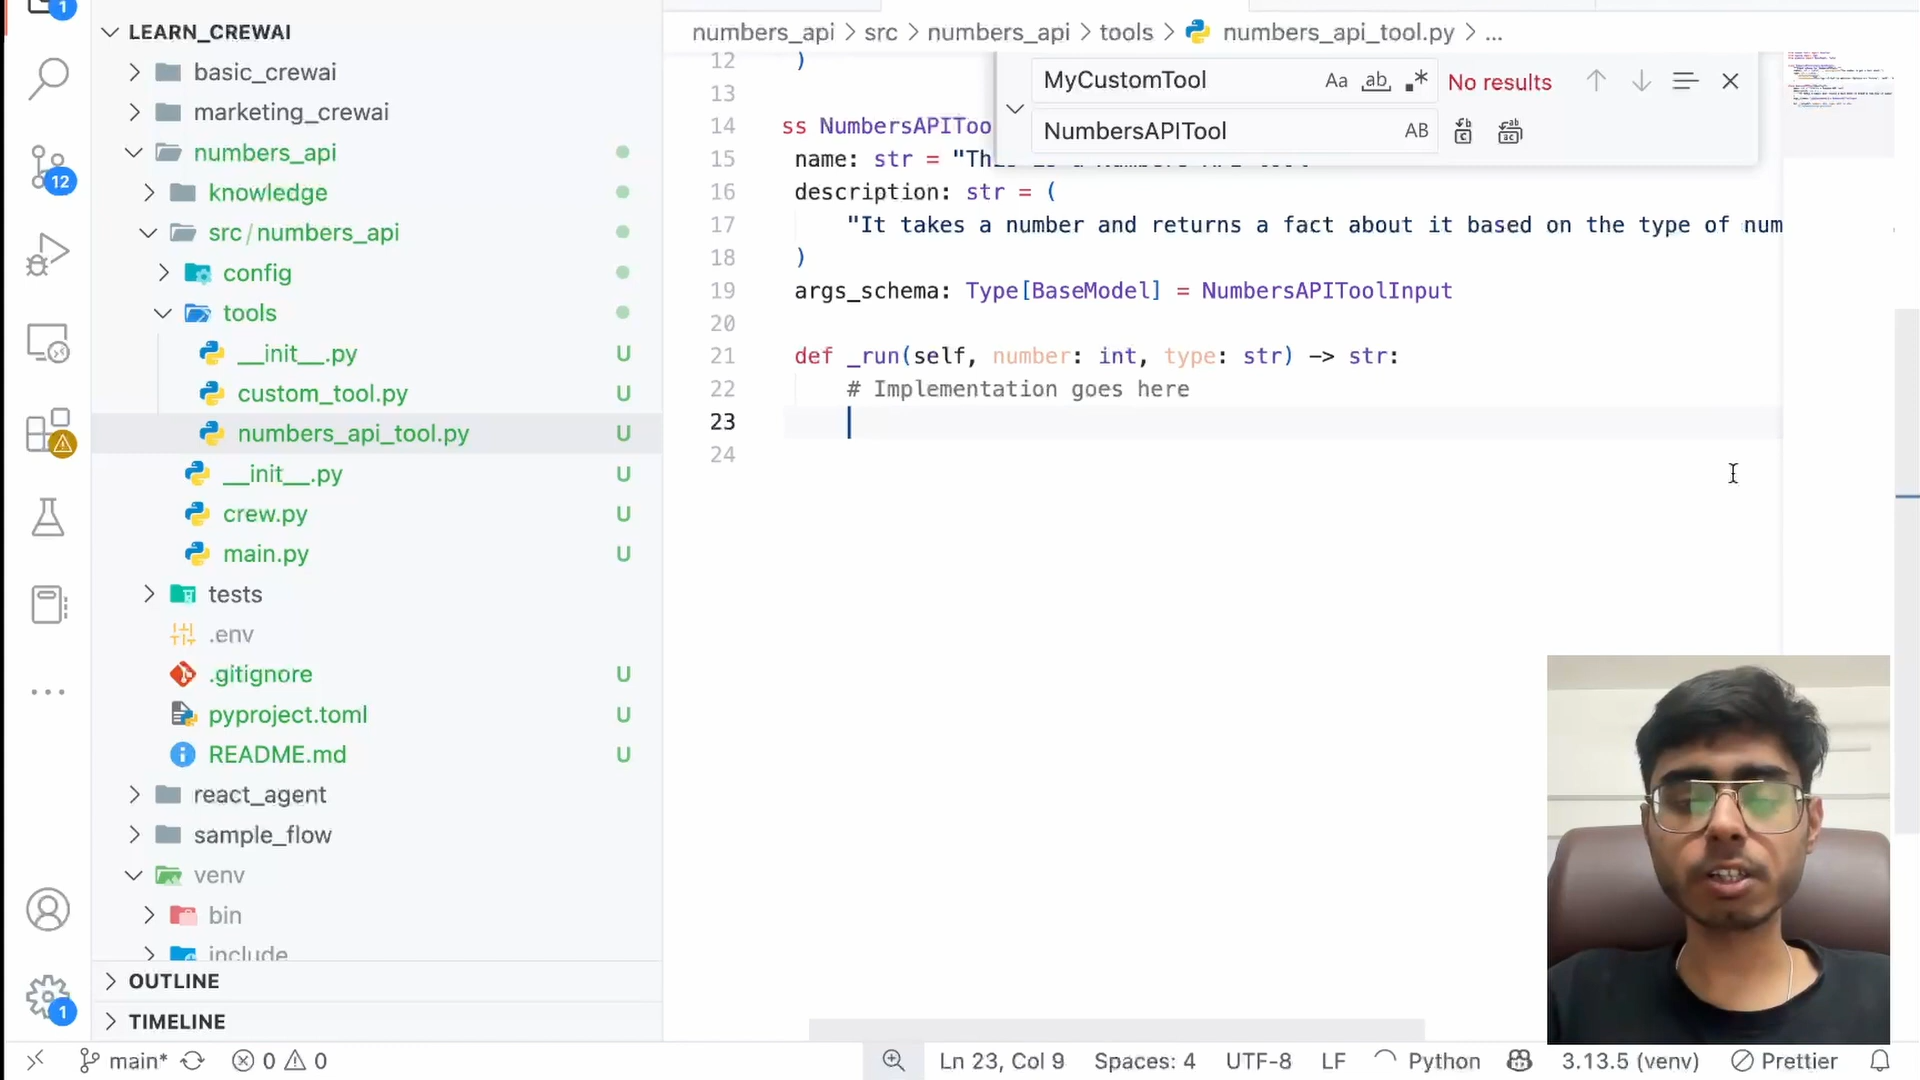 1
LEARN_CREWAI
basic_crewai
marketing_crewai
numbers_api
knowledge
src/numbers_api
config
tools
__init__.py U
custom_tool.py U
numbers_api_tool.py U
__init__.py U
crew.py U
main.py U
tests
.env
.gitignore U
pyproject.toml U
README.md U
react_agent
sample_flow
venv
bin
include
OUTLINE
TIMELINE
12
1
numbers_api > src > numbers_api > tools > numbers_api_tool.py > ...
MyCustomTool Aa ab No results
NumbersAPITool AB
12 )
13
14 ss NumbersAPIToo
15 name: str =
16 description: str = (
17 "It takes a number and returns a fact about it based on the type of num
18 )
19 args_schema: Type[BaseModel] = NumbersAPIToolInput
20
21 def _run(self, number: int, type: str) -> str:
22 # Implementation goes here
23
24
main* 0 0 Ln 23, Col 9 Spaces: 4 UTF-8 LF Python 3.13.5 (venv) Prettier